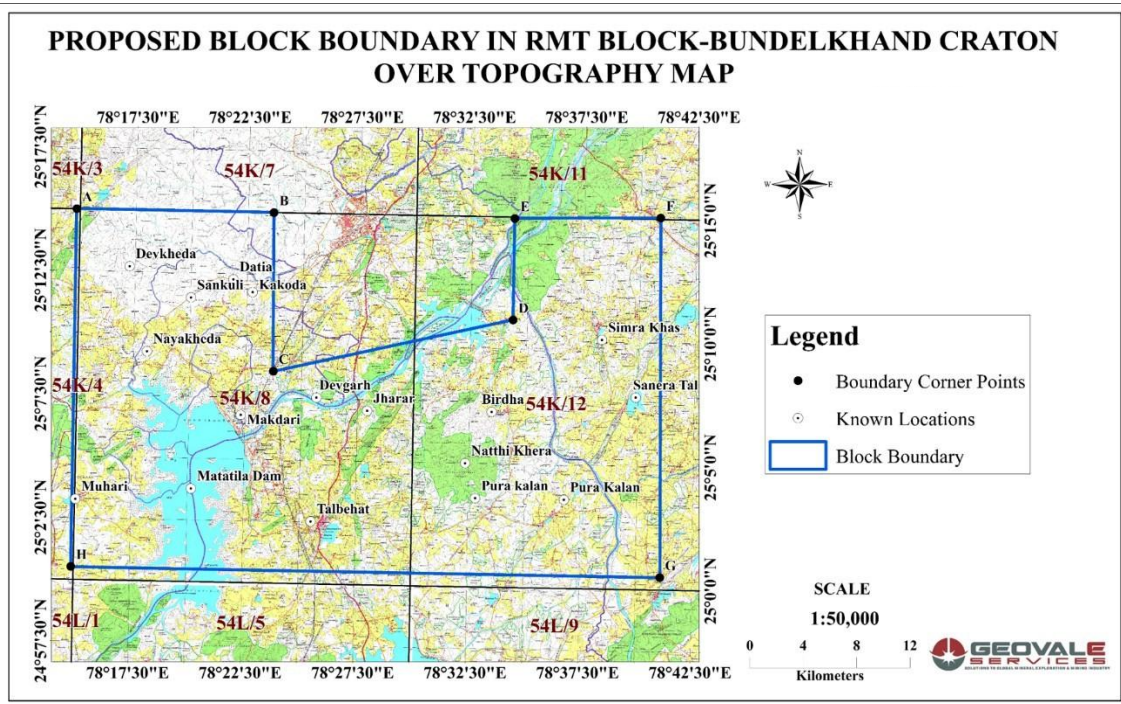 PROPOSED BLOCK BOUNDARY IN RMT BLOCK-BUNDELKHAND CRATON
OVER TOPOGRAPHY MAP
78°17'30"E 78°22'30"E 78°27'30"E 78°32'30"E 78°37'30"E 78°42'30"E
25°17'30"N
54K/3 54K/7 54K/11
A B E F
25°15'0"N
25°12'30"N
Devkheda
Datia
Sankuli Kakoda
D
Simra Khas
25°10'0"N
Nayakheda
C
25°7'30"N
54K/4 54K/8 54K/12
Devgarh
Jharar
Birdha
Sanera Tal
Makdari
Natthi Khera
25°5'0"N
Muhari
Matatila Dam
Pura kalan Pura Kalan
25°2'30"N
Talbehat
H G
25°0'0"N
54L/1 54L/5 54L/9
24°57'30"N
78°17'30"E 78°22'30"E 78°27'30"E 78°32'30"E 78°37'30"E 78°42'30"E
N
W E
S
Legend
Boundary Corner Points
Known Locations
Block Boundary
SCALE
1:50,000
0 4 8 12
Kilometers
GEOVALE
SERVICES
SOLUTIONS TO GLOBAL MINERAL EXPLORATION & MINING INDUSTRY